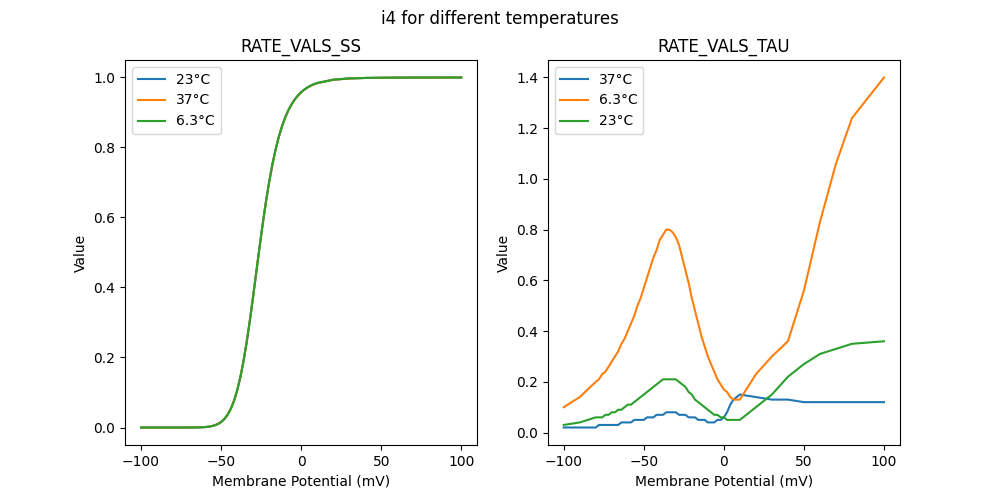 i4 for different temperatures
RATE_VALS_SS
RATE_VALS_TAU
23°C
37°C
6.3°C
37°C
6.3°C
23°C
1.0
0.8
0.6
0.4
0.2
0.0
Value
−100
−50
0
50
100
Membrane Potential (mV)
1.4
1.2
1.0
0.8
0.6
0.4
0.2
0.0
Value
−100
−50
0
50
100
Membrane Potential (mV)